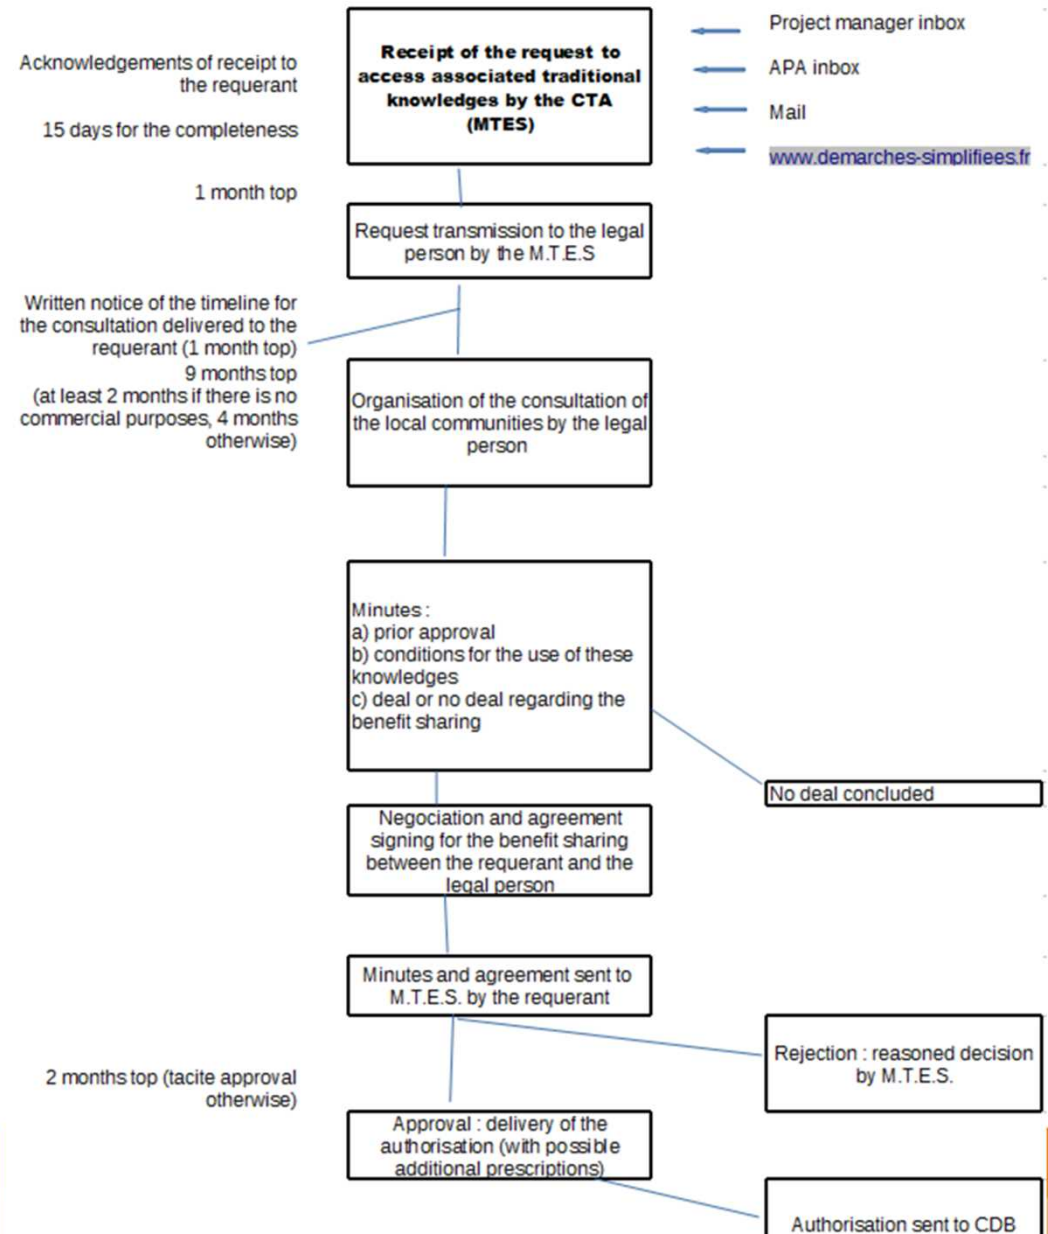 Receipt of the request to
access associated traditional
knowledges by the CTA
(MTES)
Project manager inbox
APA inbox
Mail
www.demarches-simplifiees.fr
Acknowledgements of receipt to
the requerant
15 days for the completeness
1 month top
Request transmission to the legal
person by the M.T.E.S
Written notice of the timeline for
the consultation delivered to the
requerant (1 month top)
9 months top
(at least 2 months if there is no
commercial purposes, 4 months
otherwise)
Organisation of the consultation of
the local communities by the legal
person
Minutes :
a) prior approval
b) conditions for the use of these
knowledges
c) deal or no deal regarding the
benefit sharing
No deal concluded
Negociation and agreement
signing for the benefit sharing
between the requerant and the
legal person
Minutes and agreement sent to
M.T.E.S. by the requerant
Rejection : reasoned decision
by M.T.E.S.
2 months top (tacite approval
otherwise)
Approval : delivery of the
authorisation (with possible
additional prescriptions)
Authorisation sent to CDB